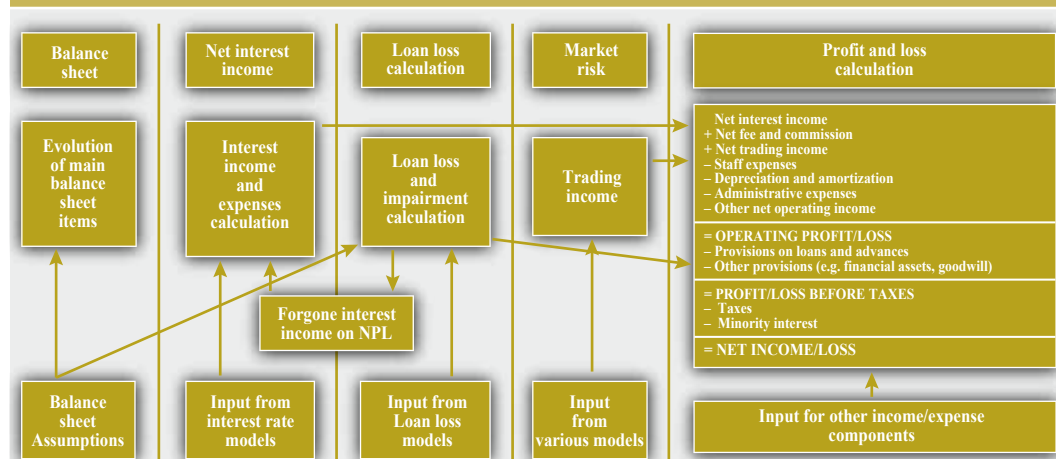 Balance
sheet
Net interest
income
Loan loss
calculation
Market
risk
Profit and loss
calculation
Evolution
of main
balance
sheet
items
Interest
income
and
expenses
calculation
Loan loss
and
impairment
calculation
Trading
income
Net interest income
+ Net fee and commission
+ Net trading income
– Staff expenses
– Depreciation and amortization
– Administrative expenses
– Other net operating income
= OPERATING PROFIT/LOSS
– Provisions on loans and advances
– Other provisions (e.g. financial assets, goodwill)
= PROFIT/LOSS BEFORE TAXES
– Taxes
– Minority interest
= NET INCOME/LOSS
Forgone interest
income on NPL
Balance
sheet
Assumptions
Input from
interest rate
models
Input from
Loan loss
models
Input
from
various models
Input for other income/expense
components